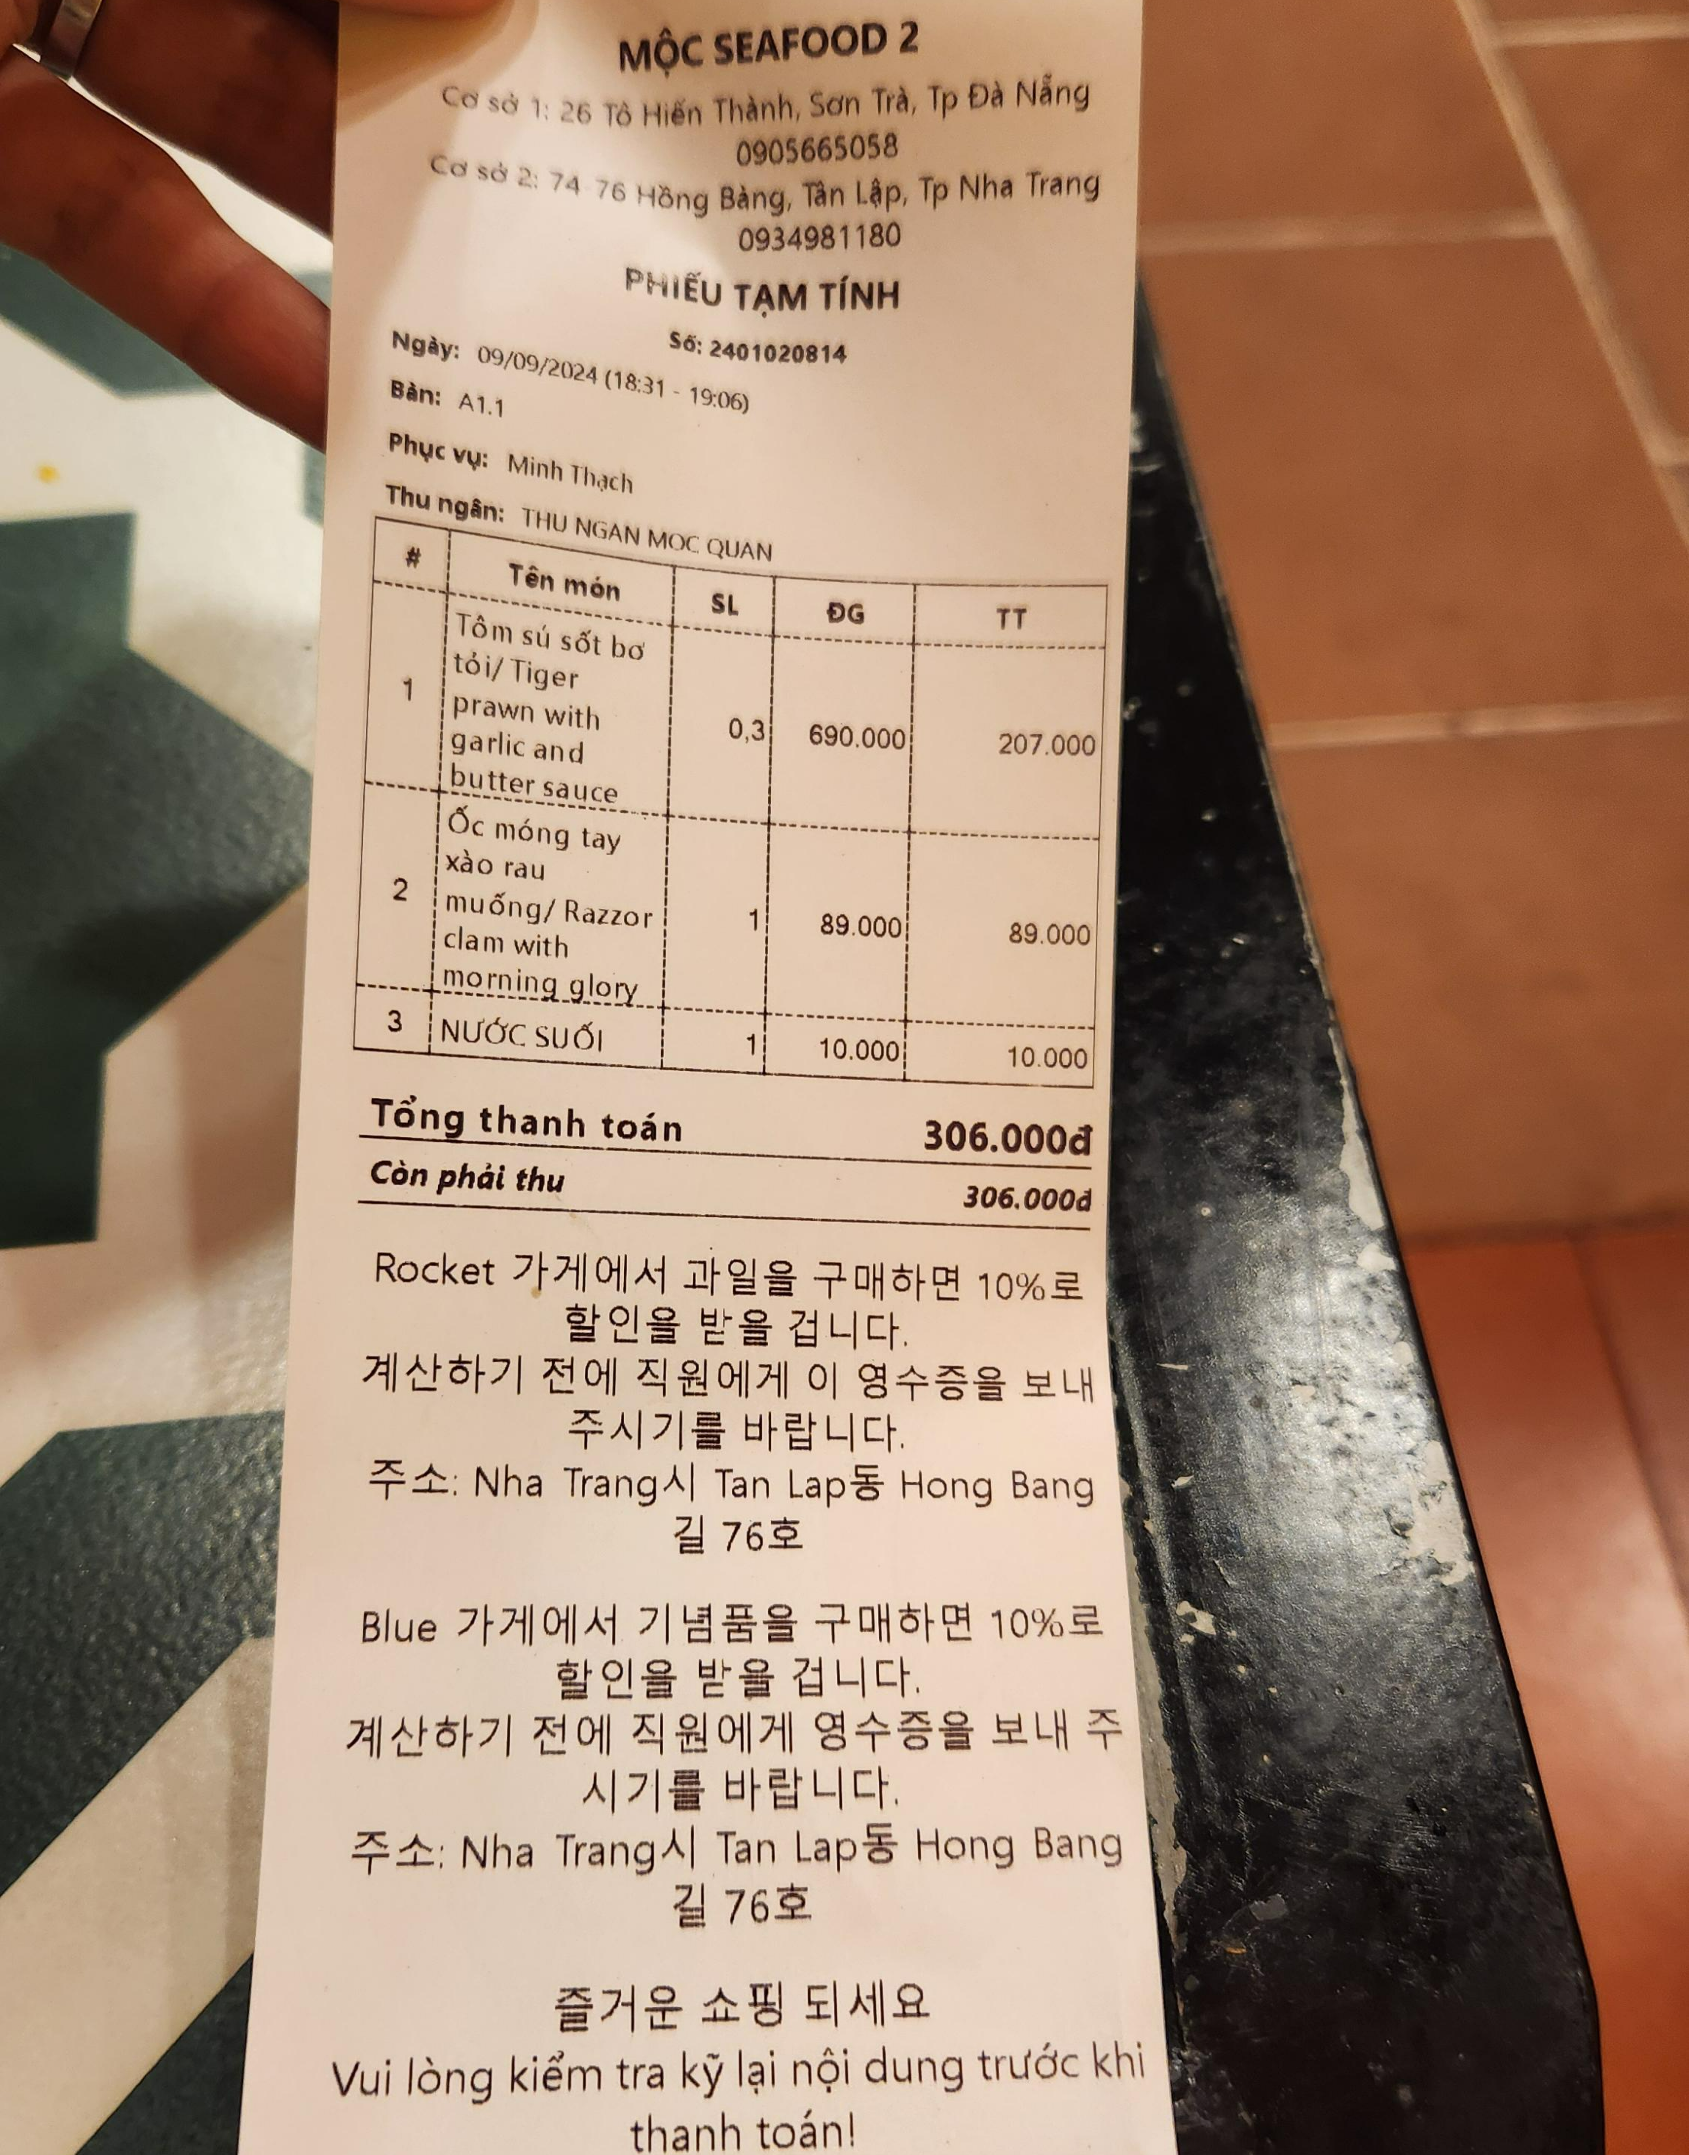 MỘC SEAFOOD 2
Cơ sở 1: 26 Tô Hiến Thành, Sơn Trà, Tp Đà Nẵng
0905665058
Cơ sở 2: 74-76 Hồng Bàng, Tân Lập, Tp Nha Trang
0934981180
PHIẾU TẠM TÍNH
Số: 2401020814
Ngày: 09/09/2024 (18:31 - 19:06)
Bàn: A1.1
Phục vụ: Minh Thạch
Thu ngân: THU NGAN MOC QUAN
# Tên món SL ĐG TT
Tôm sú sốt bơ
tỏi/ Tiger
1 prawn with 0,3 690.000 207.000
garlic and
butter sauce
Ốc móng tay
xào rau
2 muống/ Razzor 1 89.000 89.000
clam with
morning glory
3 NƯỚC SUỐI 1 10.000 10.000
Tổng thanh toán 306.000đ
Còn phải thu 306.000đ
Rocket 가게에서 과일을 구매하면 10%로
할인을 받을 겁니다.
계산하기 전에 직원에게 이 영수증을 보내
주시기를 바랍니다.
주소: Nha Trang시 Tan Lap동 Hong Bang
길 76호
Blue 가게에서 기념품을 구매하면 10%로
할인을 받을 겁니다.
계산하기 전에 직원에게 영수증을 보내 주
시기를 바랍니다.
주소: Nha Trang시 Tan Lap동 Hong Bang
길 76호
즐거운 쇼핑 되세요
Vui lòng kiểm tra kỹ lại nội dung trước khi
thanh toán!